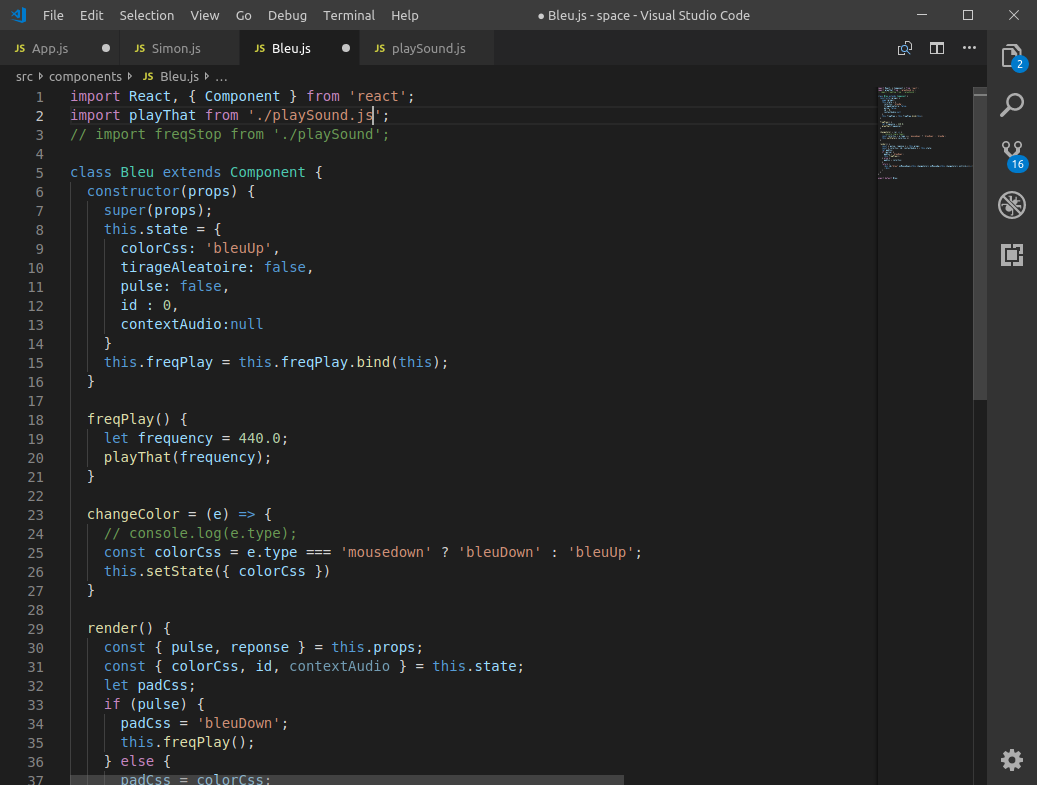 File Edit Selection View Go Debug Terminal Help ● Bleu.js - space - Visual Studio Code
JS App.js ● JS Simon.js JS Bleu.js ● JS playSound.js
src components JS Bleu.js ...
2
16
1 import React, { Component } from 'react';
2 import playThat from './playSound.js';
3 // import freqStop from './playSound';
4
5 class Bleu extends Component {
6 constructor(props) {
7 super(props);
8 this.state = {
9 colorCss: 'bleuUp',
10 tirageAleatoire: false,
11 pulse: false,
12 id : 0,
13 contextAudio:null
14 }
15 this.freqPlay = this.freqPlay.bind(this);
16 }
17
18 freqPlay() {
19 let frequency = 440.0;
20 playThat(frequency);
21 }
22
23 changeColor = (e) => {
24 // console.log(e.type);
25 const colorCss = e.type === 'mousedown' ? 'bleuDown' : 'bleuUp';
26 this.setState({ colorCss })
27 }
28
29 render() {
30 const { pulse, reponse } = this.props;
31 const { colorCss, id, contextAudio } = this.state;
32 let padCss;
33 if (pulse) {
34 padCss = 'bleuDown';
35 this.freqPlay();
36 } else {
37 padCss = colorCss;